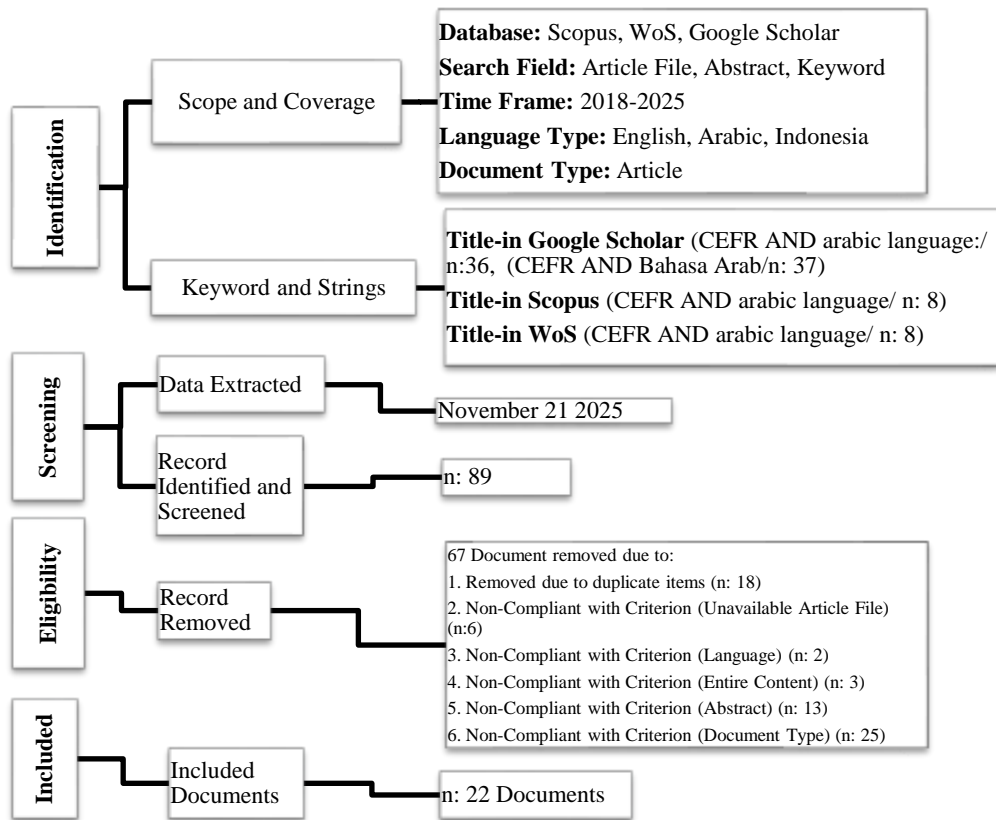 Identification
Scope and Coverage
Database: Scopus, WoS, Google Scholar
Search Field: Article File, Abstract, Keyword
Time Frame: 2018-2025
Language Type: English, Arabic, Indonesia
Document Type: Article
Keyword and Strings
Title-in Google Scholar (CEFR AND arabic language:/
n:36, (CEFR AND Bahasa Arab/n: 37)
Title-in Scopus (CEFR AND arabic language/ n: 8)
Title-in WoS (CEFR AND arabic language/ n: 8)
Screening
Data Extracted
November 21 2025
Record
Identified and
Screened
n: 89
Eligibility
Record
Removed
67 Document removed due to:
1. Removed due to duplicate items (n: 18)
2. Non-Compliant with Criterion (Unavailable Article File)
(n:6)
3. Non-Compliant with Criterion (Language) (n: 2)
4. Non-Compliant with Criterion (Entire Content) (n: 3)
5. Non-Compliant with Criterion (Abstract) (n: 13)
6. Non-Compliant with Criterion (Document Type) (n: 25)
Included
Included
Documents
n: 22 Documents